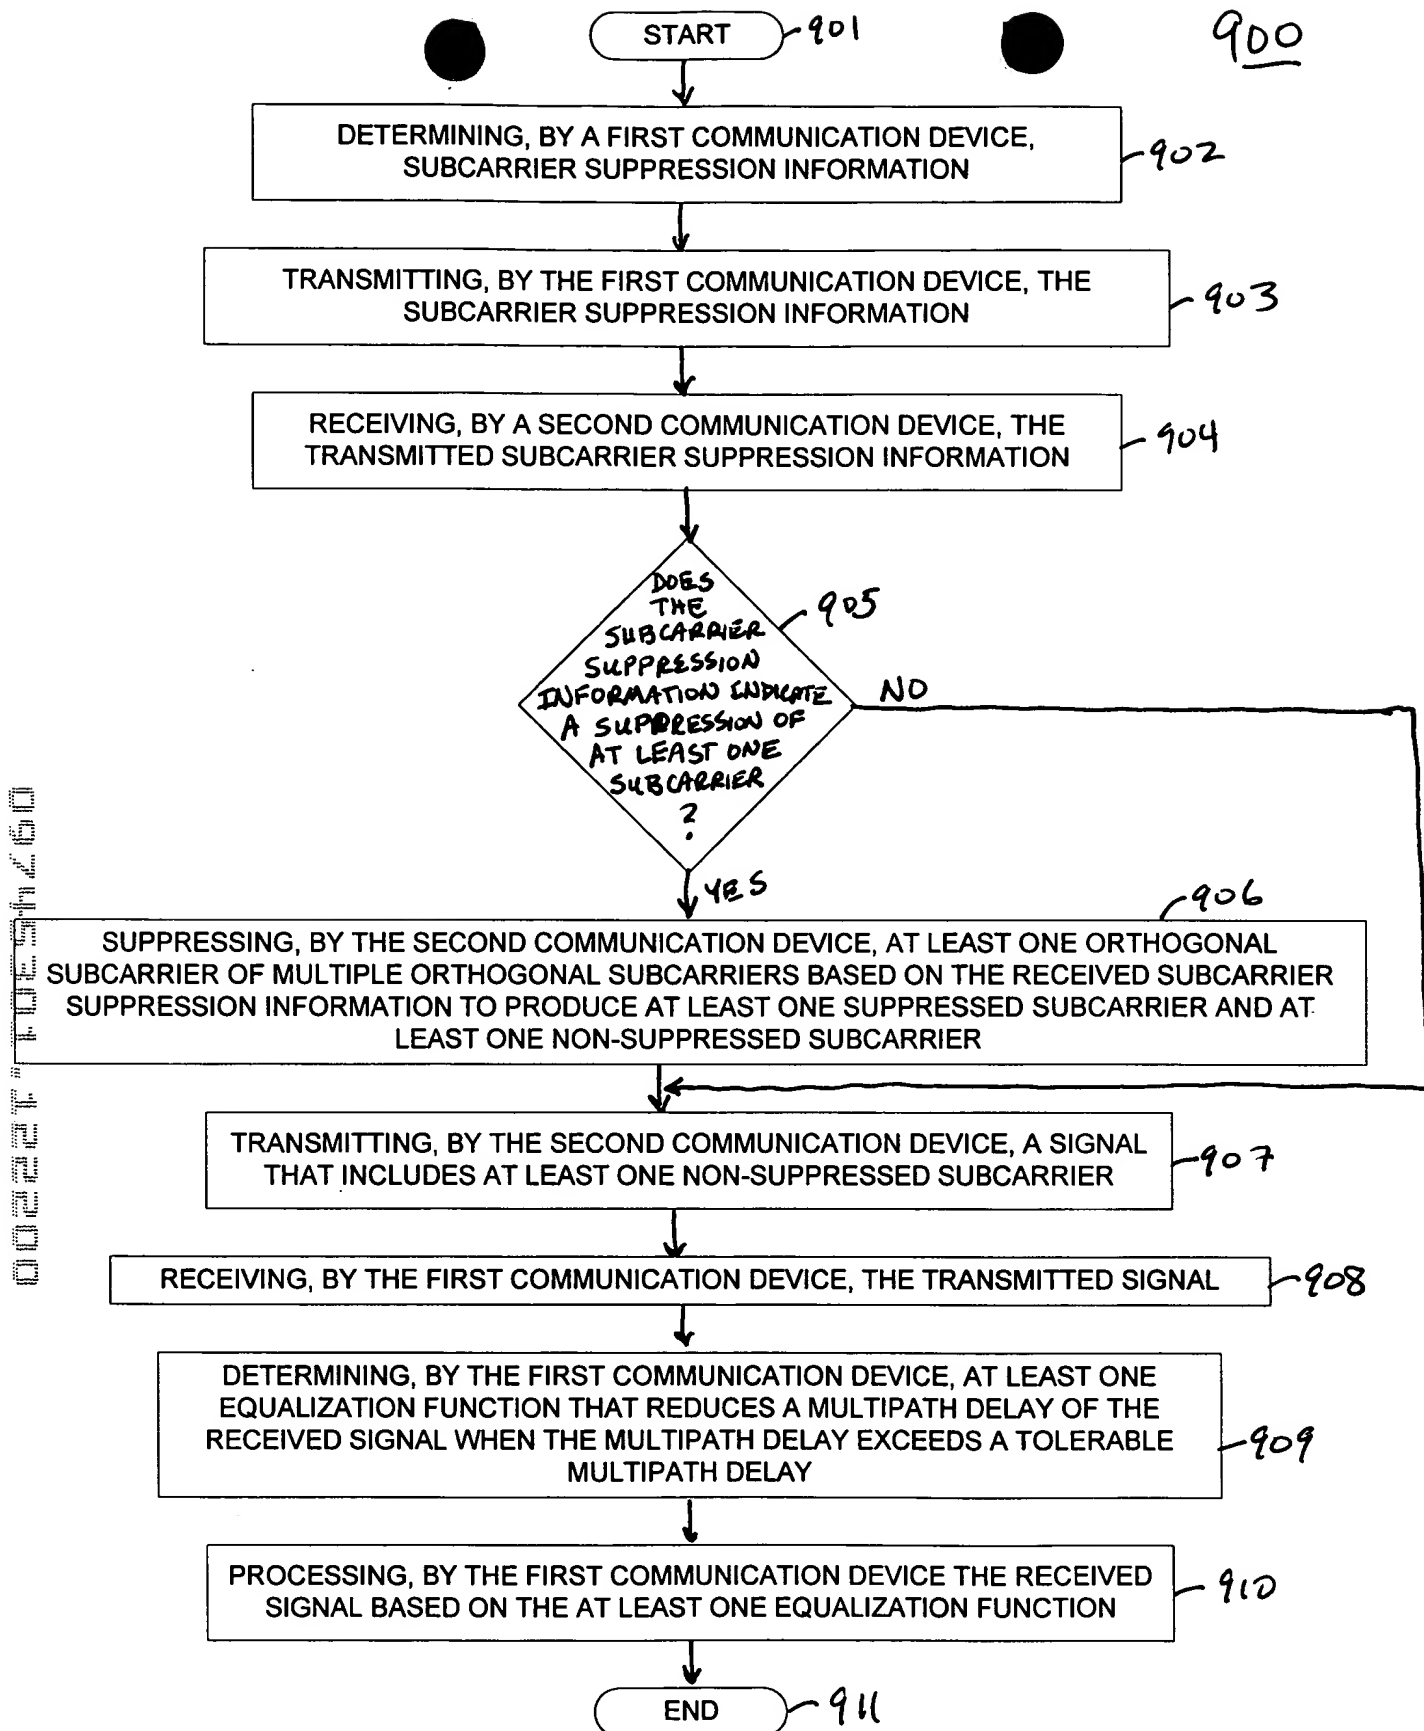 START
901
900
DETERMINING, BY A FIRST COMMUNICATION DEVICE,
SUBCARRIER SUPPRESSION INFORMATION
902
TRANSMITTING, BY THE FIRST COMMUNICATION DEVICE, THE
SUBCARRIER SUPPRESSION INFORMATION
903
RECEIVING, BY A SECOND COMMUNICATION DEVICE, THE
TRANSMITTED SUBCARRIER SUPPRESSION INFORMATION
904
DOES
THE
SUBCARRIER
SUPPRESSION
INFORMATION INDICATE
A SUPPRESSION OF
AT LEAST ONE
SUBCARRIER
?
905
NO
YES
906
SUPPRESSING, BY THE SECOND COMMUNICATION DEVICE, AT LEAST ONE ORTHOGONAL
SUBCARRIER OF MULTIPLE ORTHOGONAL SUBCARRIERS BASED ON THE RECEIVED SUBCARRIER
SUPPRESSION INFORMATION TO PRODUCE AT LEAST ONE SUPPRESSED SUBCARRIER AND AT
LEAST ONE NON-SUPPRESSED SUBCARRIER
TRANSMITTING, BY THE SECOND COMMUNICATION DEVICE, A SIGNAL
THAT INCLUDES AT LEAST ONE NON-SUPPRESSED SUBCARRIER
907
RECEIVING, BY THE FIRST COMMUNICATION DEVICE, THE TRANSMITTED SIGNAL
908
DETERMINING, BY THE FIRST COMMUNICATION DEVICE, AT LEAST ONE
EQUALIZATION FUNCTION THAT REDUCES A MULTIPATH DELAY OF THE
RECEIVED SIGNAL WHEN THE MULTIPATH DELAY EXCEEDS A TOLERABLE
MULTIPATH DELAY
909
PROCESSING, BY THE FIRST COMMUNICATION DEVICE THE RECEIVED
SIGNAL BASED ON THE AT LEAST ONE EQUALIZATION FUNCTION
910
END
911